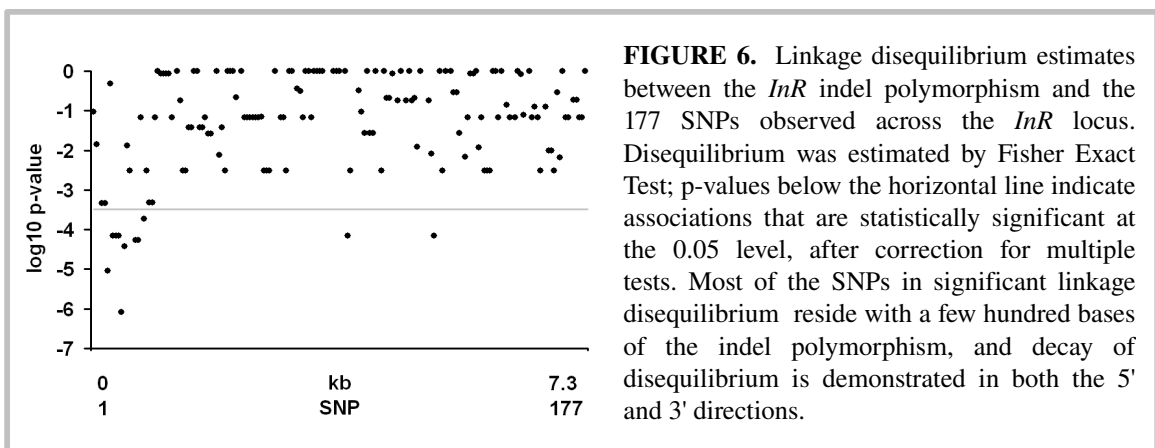 0
-1
-2
-3
-4
-5
-6
-7
log10 p-value
0 kb 7.3
1 SNP 177
FIGURE 6. Linkage disequilibrium estimates
between the InR indel polymorphism and the
177 SNPs observed across the InR locus.
Disequilibrium was estimated by Fisher Exact
Test; p-values below the horizontal line indicate
associations that are statistically significant at
the 0.05 level, after correction for multiple
tests. Most of the SNPs in significant linkage
disequilibrium reside with a few hundred bases
of the indel polymorphism, and decay of
disequilibrium is demonstrated in both the 5'
and 3' directions.